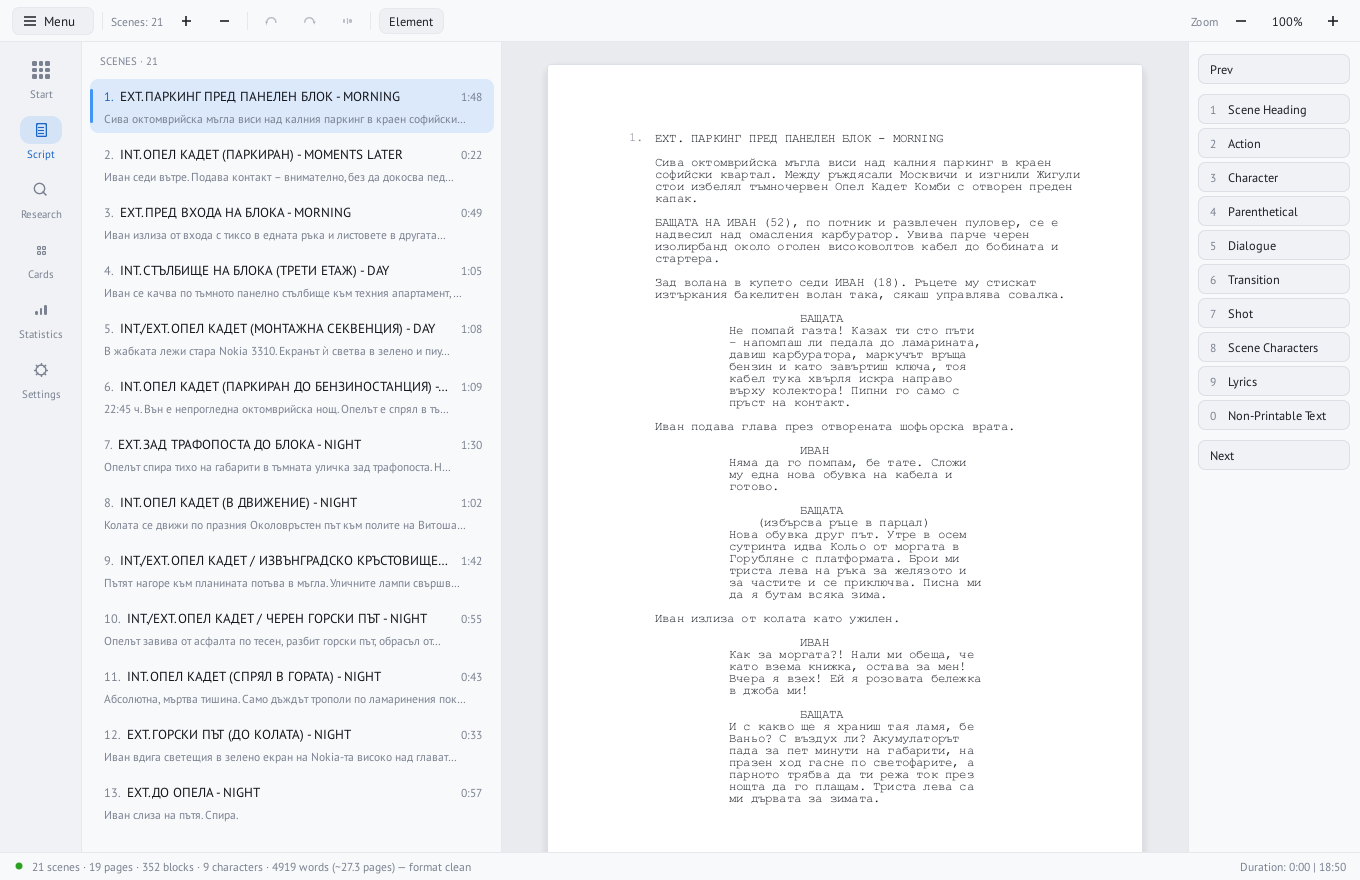 Menu
Scenes: 21
+
−
Element
Zoom
−
100%
+
Start
Script
Research
Cards
Statistics
Settings
SCENES · 21
1. EXT.ПАРКИНГ ПРЕД ПАНЕЛЕН БЛОК - MORNING 1:48
Сива октомврийска мъгла виси над калния паркинг в краен софийски...
2. INT.ОПЕЛ КАДЕТ (ПАРКИРАН) - MOMENTS LATER 0:22
Иван седи вътре. Подава контакт – внимателно, без да докосва пед...
3. EXT.ПРЕД ВХОДА НА БЛОКА - MORNING 0:49
Иван излиза от входа с тиксо в едната ръка и листовете в другата...
4. INT.СТЪЛБИЩЕ НА БЛОКА (ТРЕТИ ЕТАЖ) - DAY 1:05
Иван се качва по тъмното панелно стълбище към техния апартамент, ...
5. INT./EXT.ОПЕЛ КАДЕТ (МОНТАЖНА СЕКВЕНЦИЯ) - DAY 1:08
В жабката лежи стара Nokia 3310. Екранът ѝ светва в зелено и пиу...
6. INT.ОПЕЛ КАДЕТ (ПАРКИРАН ДО БЕНЗИНОСТАНЦИЯ) -... 1:09
22:45 ч. Вън е непрогледна октомврийска нощ. Опелът е спрял в тъ...
7. EXT.ЗАД ТРАФОПОСТА ДО БЛОКА - NIGHT 1:30
Опелът спира тихо на габарити в тъмната уличка зад трафопоста. Н...
8. INT.ОПЕЛ КАДЕТ (В ДВИЖЕНИЕ) - NIGHT 1:02
Колата се движи по празния Околовръстен път към полите на Витоша...
9. INT./EXT.ОПЕЛ КАДЕТ / ИЗВЪНГРАДСКО КРЪСТОВИЩЕ... 1:42
Пътят нагоре към планината потъва в мъгла. Уличните лампи свършв...
10. INT./EXT.ОПЕЛ КАДЕТ / ЧЕРЕН ГОРСКИ ПЪТ - NIGHT 0:55
Опелът завива от асфалта по тесен, разбит горски път, обрасъл от...
11. INT.ОПЕЛ КАДЕТ (СПРЯЛ В ГОРАТА) - NIGHT 0:43
Абсолютна, мъртва тишина. Само дъждът трополи по ламаринения пок...
12. EXT.ГОРСКИ ПЪТ (ДО КОЛАТА) - NIGHT 0:33
Иван вдига светещия в зелено екран на Nokia-та високо над глават...
13. EXT.ДО ОПЕЛА - NIGHT 0:57
Иван слиза на пътя. Спира.
1. EXT. ПАРКИНГ ПРЕД ПАНЕЛЕН БЛОК - MORNING
Сива октомврийска мъгла виси над калния паркинг в краен
софийски квартал. Между ръждясали Москвичи и изгнили Жигули
стои избелял тъмночервен Опел Кадет Комби с отворен преден
капак.
БАЩАТА НА ИВАН (52), по потник и развлечен пуловер, се е
надвесил над омасления карбуратор. Увива парче черен
изолирбанд около оголен високоволтов кабел до бобината и
стартера.
Зад волана в купето седи ИВАН (18). Ръцете му стискат
изтъркания бакелитен волан така, сякаш управлява совалка.
БАЩАТА
Не помпай газта! Казах ти сто пъти
– напомпаш ли педала до ламарината,
давиш карбуратора, маркучът връща
бензин и като завъртиш ключа, тоя
кабел тука хвърля искра направо
върху колектора! Пипни го само с
пръст на контакт.
Иван подава глава през отворената шофьорска врата.
ИВАН
Няма да го помпам, бе тате. Сложи
му една нова обувка на кабела и
готово.
БАЩАТА
(избърсва ръце в парцал)
Нова обувка друг път. Утре в осем
сутринта идва Кольо от моргата в
Горубляне с платформата. Брои ми
триста лева на ръка за желязото и
за частите и се приключва. Писна ми
да я бутам всяка зима.
Иван излиза от колата като ужилен.
ИВАН
Как за моргата?! Нали ми обеща, че
като взема книжка, остава за мен!
Вчера я взех! Ей я розовата бележка
в джоба ми!
БАЩАТА
И с какво ще я храниш тая ламя, бе
Ваньо? С въздух ли? Акумулаторът
пада за пет минути на габарити, на
празен ход гасне по светофарите, а
парното трябва да ти режа ток през
нощта да го плащам. Триста лева са
ми дървата за зимата.
Prev
1 Scene Heading
2 Action
3 Character
4 Parenthetical
5 Dialogue
6 Transition
7 Shot
8 Scene Characters
9 Lyrics
0 Non-Printable Text
Next
21 scenes · 19 pages · 352 blocks · 9 characters · 4919 words (~27.3 pages) — format clean
Duration: 0:00 | 18:50